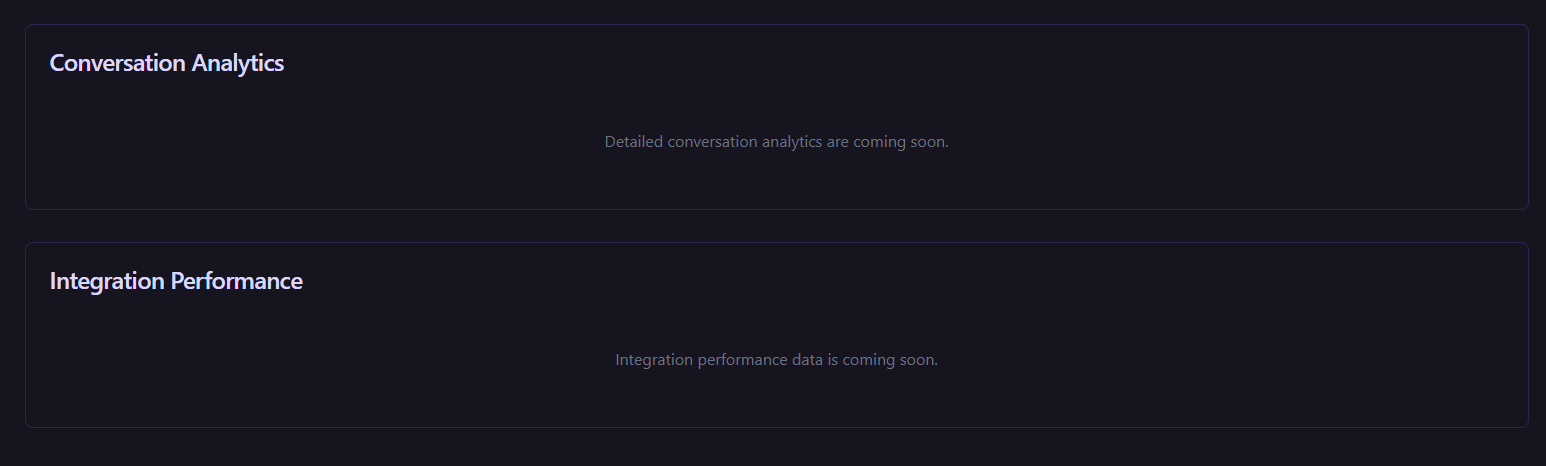 Conversation Analytics
Detailed conversation analytics are coming soon.
Integration Performance
Integration performance data is coming soon.